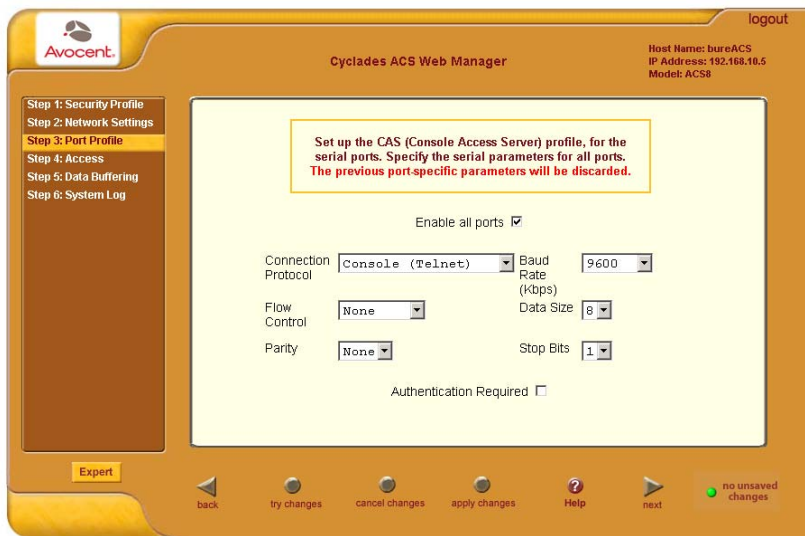 logout
Avocent.
Cyclades ACS Web Manager
Host Name: bureACS
IP Address: 192.168.10.5
Model: ACS8
Step 1: Security Profile
Step 2: Network Settings
Step 3: Port Profile
Step 4: Access
Step 5: Data Buffering
Step 6: System Log
Set up the CAS (Console Access Server) profile, for the
serial ports. Specify the serial parameters for all ports.
The previous port-specific parameters will be discarded.
Enable all ports
Connection
Protocol
Console (Telnet)
Baud
Rate
(Kbps)
9600
Flow
Control
None
Data Size
8
Parity
None
Stop Bits
1
Authentication Required
Expert
back
try changes
cancel changes
apply changes
Help
next
no unsaved
changes